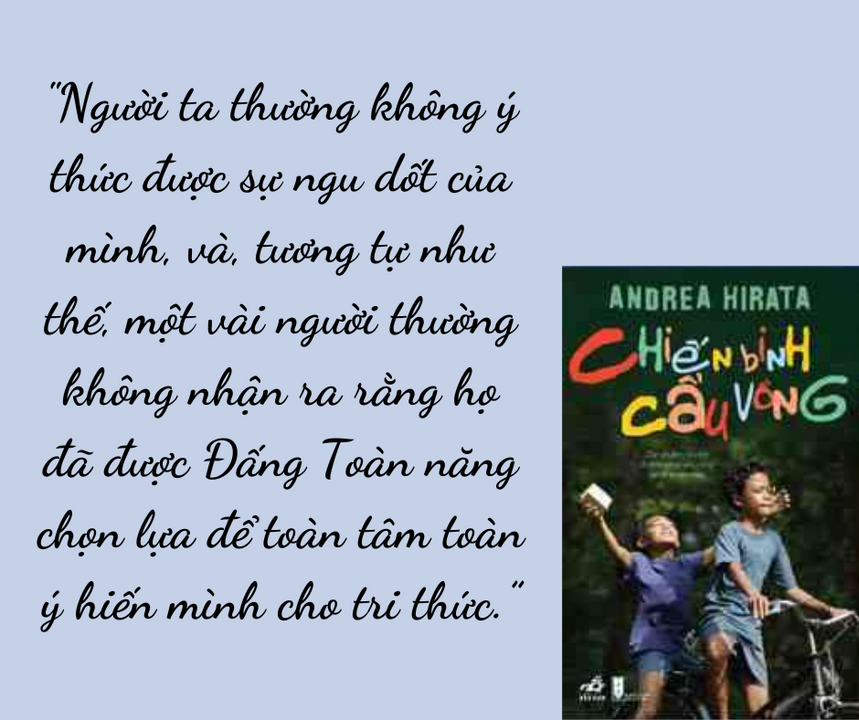 "Người ta thường không ý
thức được sự ngu dốt của
mình, và, tương tự như
thế, một vài người thường
không nhận ra rằng họ
đã được Đấng Toàn năng
chọn lựa để toàn tâm toàn
ý hiến mình cho tri thức."
ANDREA HIRATA
CHIẾN BINH
CẦU VỒNG